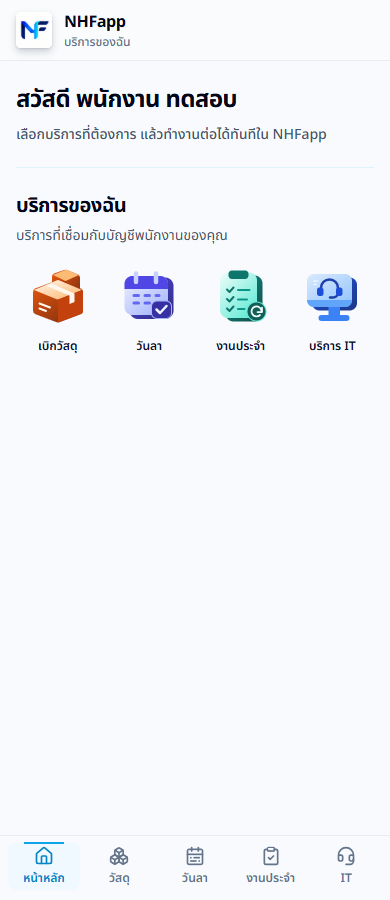 NF
NHFapp
บริการของฉัน
สวัสดี พนักงาน ทดสอบ
เลือกบริการที่ต้องการ แล้วทำงานต่อได้ทันทีใน NHFapp
บริการของฉัน
บริการที่เชื่อมกับบัญชีพนักงานของคุณ
เบิกวัสดุ
วันลา
งานประจำ
บริการ IT
หน้าหลัก
วัสดุ
วันลา
งานประจำ
IT